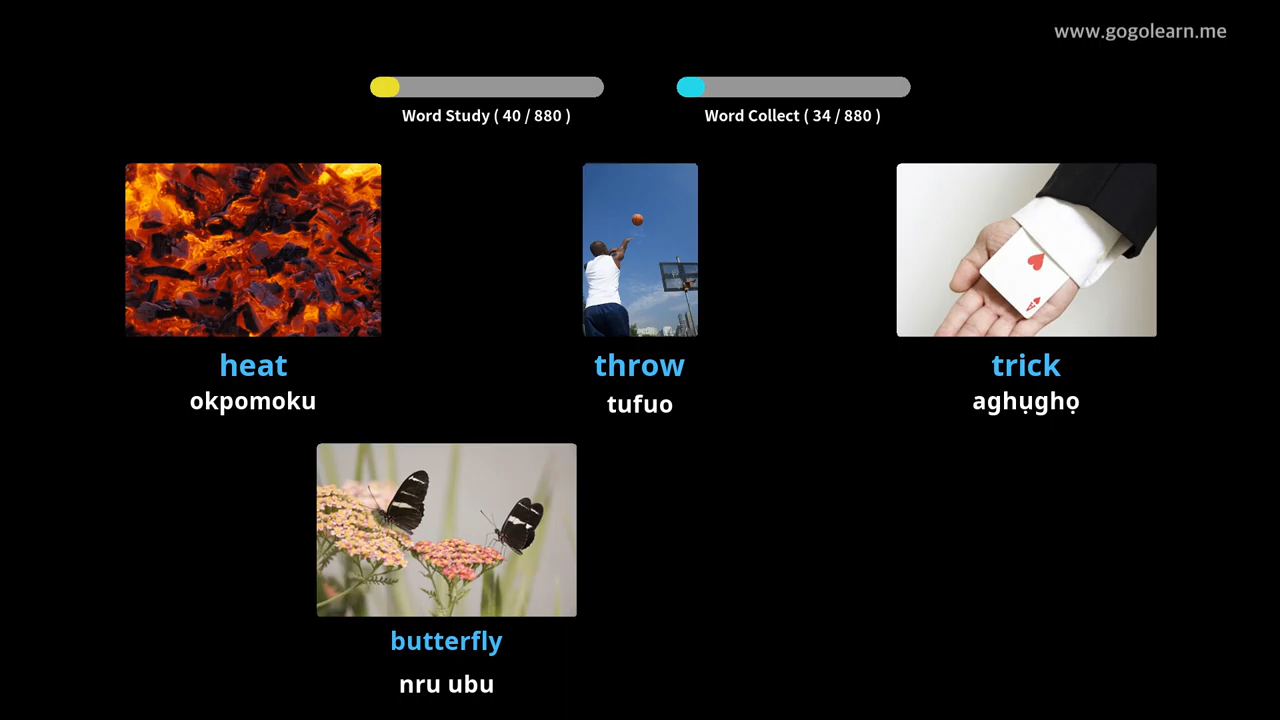 www.gogolearn.me
Word Study ( 40 / 880 )
Word Collect ( 34 / 880 )
heat
throw
trick
okpomoku
tufuo
aghụghọ
butterfly
nru ubu